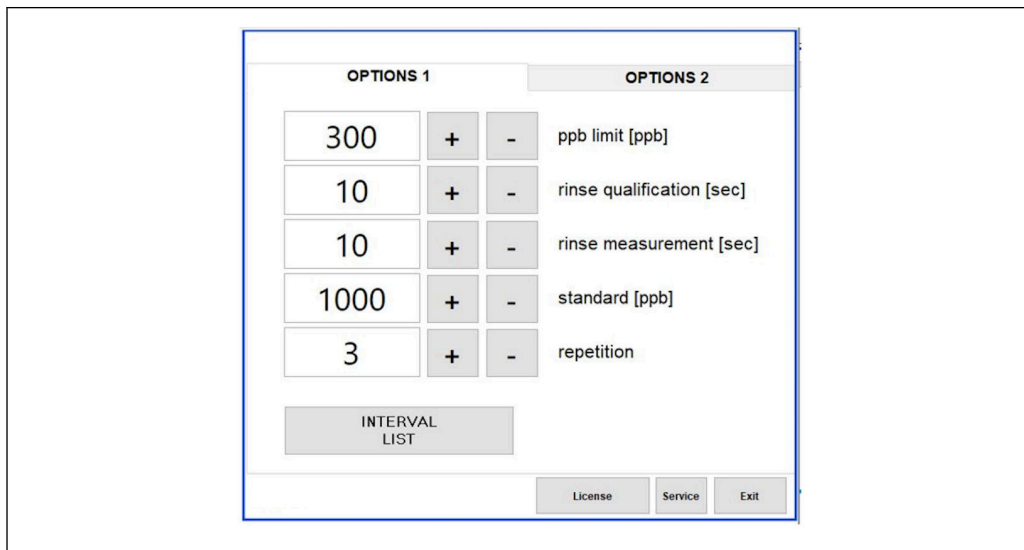 OPTIONS 1 OPTIONS 2
300 + - ppb limit [ppb]
10 + - rinse qualification [sec]
10 + - rinse measurement [sec]
1000 + - standard [ppb]
3 + - repetition
INTERVAL
LIST
License Service Exit